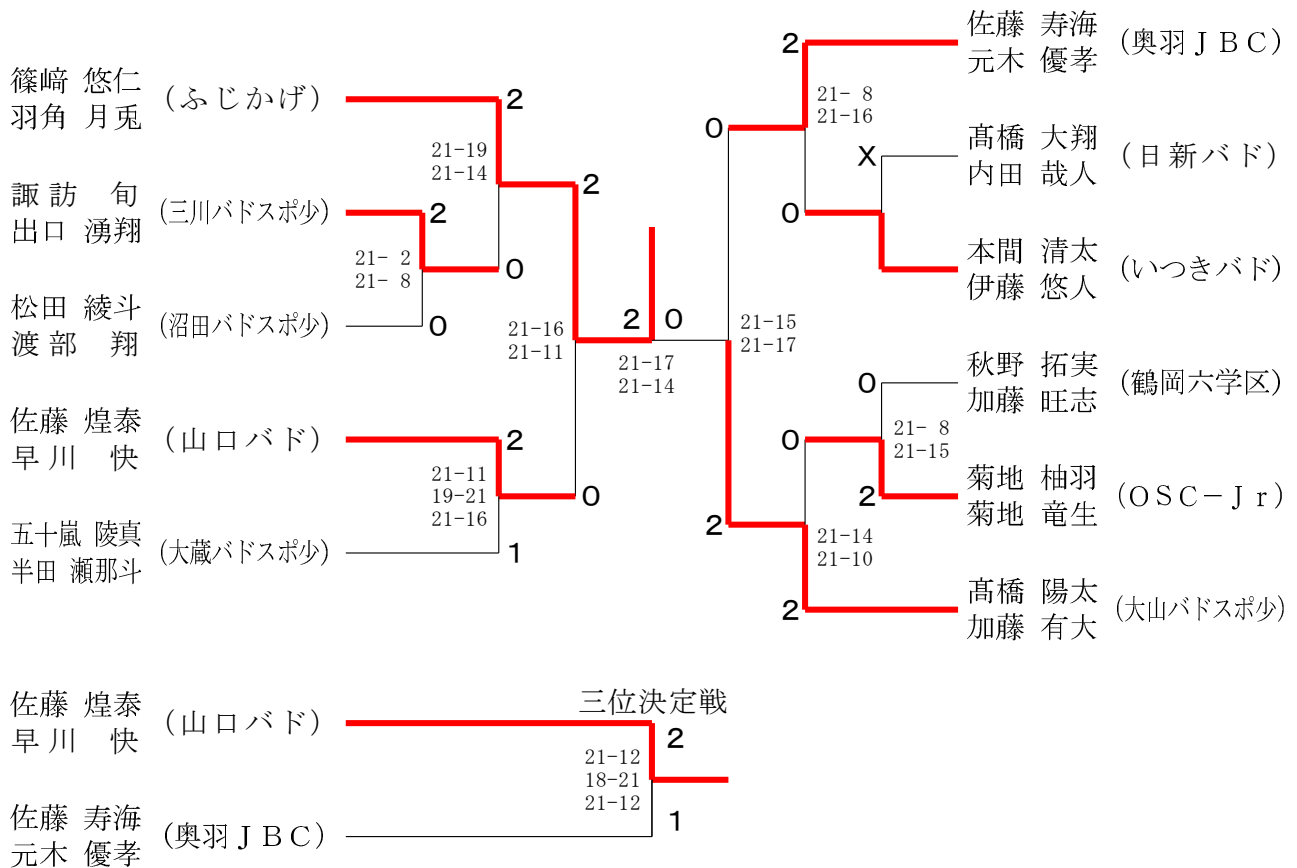 篠﨑 悠仁
羽角 月兎
(ふじかげ)
2
21-19
21-14
2
諏訪 旬
出口 湧翔
(三川バドスポ少)
2
21- 2
21- 8
0
松田 綾斗
渡部 翔
(沼田バドスポ少)
0
21-16
21-11
2
0
21-17
21-14
佐藤 煌泰
早川 快
(山口バド)
2
21-11
19-21
21-16
0
五十嵐 陵真
半田 瀬那斗
(大蔵バドスポ少)
1
佐藤 寿海
元木 優孝
(奥羽JBC)
2
21- 8
21-16
0
髙橋 大翔
内田 哉人
(日新バド)
X
0
本間 清太
伊藤 悠人
(いつきバド)
21-15
21-17
秋野 拓実
加藤 旺志
(鶴岡六学区)
0
21- 8
21-15
0
菊地 柚羽
菊地 竜生
(OSC-Jr)
2
2
21-14
21-10
髙橋 陽太
加藤 有大
(大山バドスポ少)
2
三位決定戦
佐藤 煌泰
早川 快
(山口バド)
2
21-12
18-21
21-12
佐藤 寿海
元木 優孝
(奥羽JBC)
1